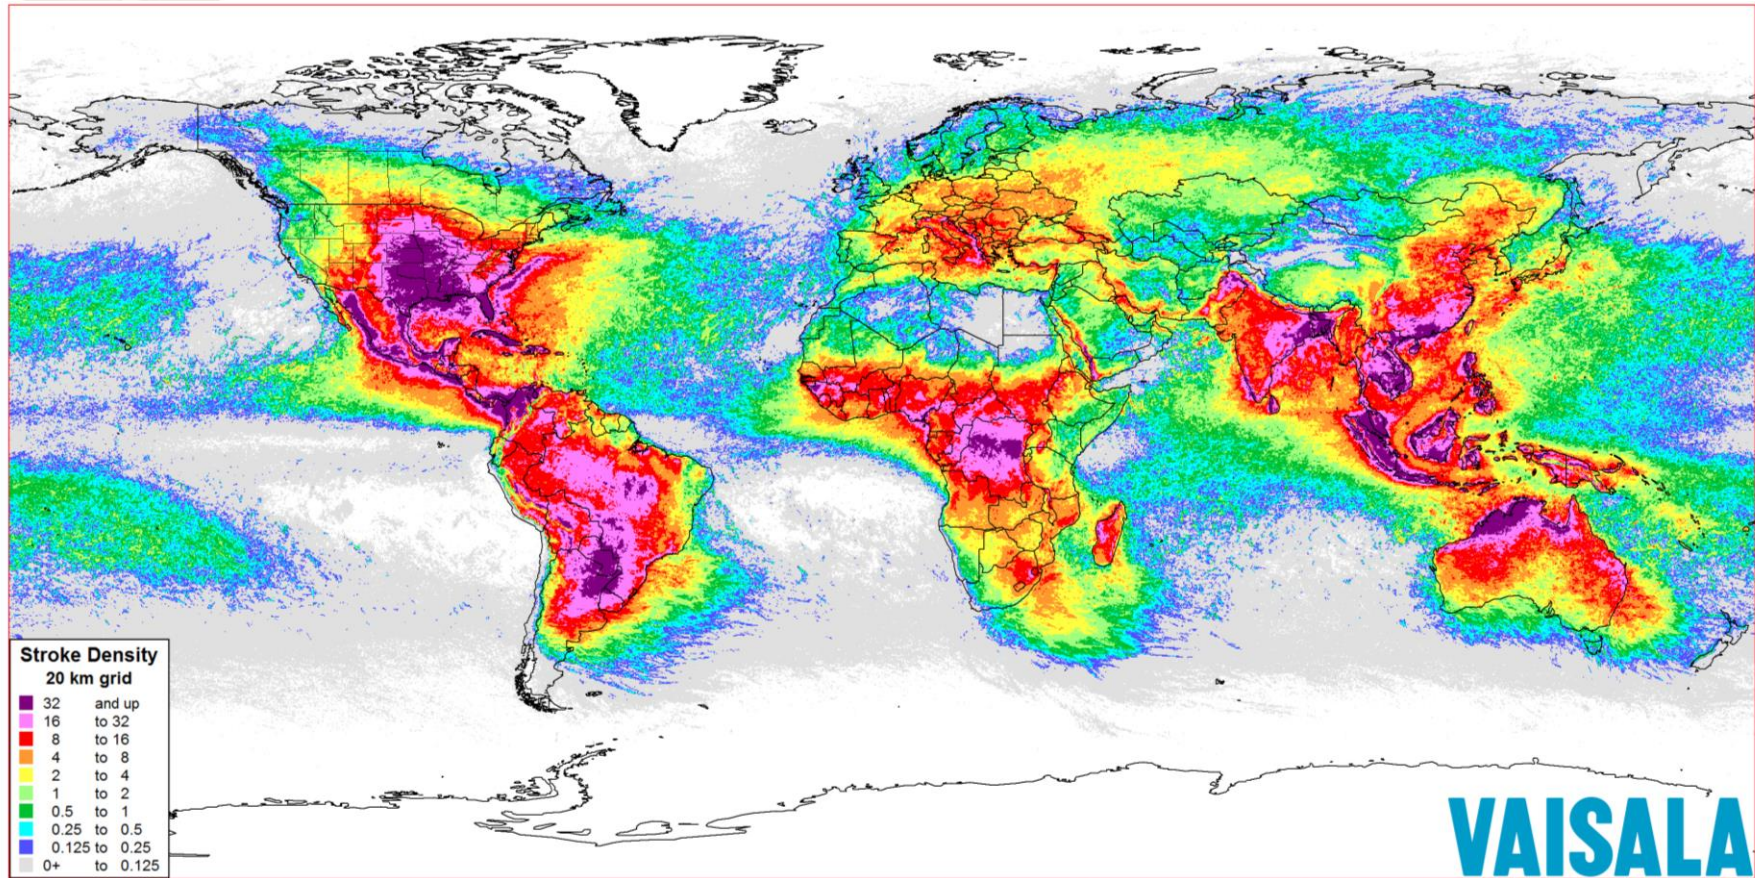 Stroke Density
20 km grid
32 and up
16 to 32
8 to 16
4 to 8
2 to 4
1 to 2
0.5 to 1
0.25 to 0.5
0.125 to 0.25
0+ to 0.125
VAISALA